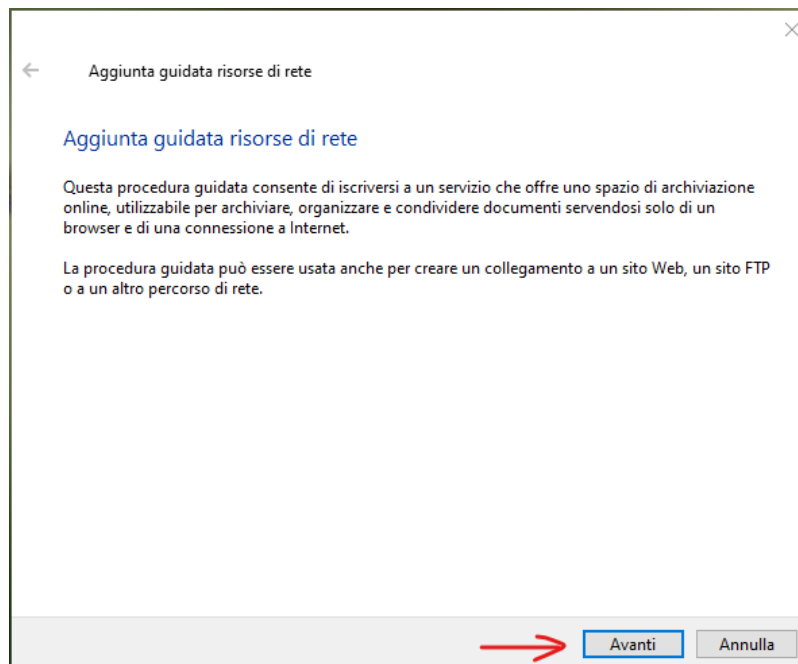 Aggiunta guidata risorse di rete
Aggiunta guidata risorse di rete
Questa procedura guidata consente di iscriversi a un servizio che offre uno spazio di archiviazione
online, utilizzabile per archiviare, organizzare e condividere documenti servendosi solo di un
browser e di una connessione a Internet.
La procedura guidata può essere usata anche per creare un collegamento a un sito Web, un sito FTP
o a un altro percorso di rete.
Avanti
Annulla